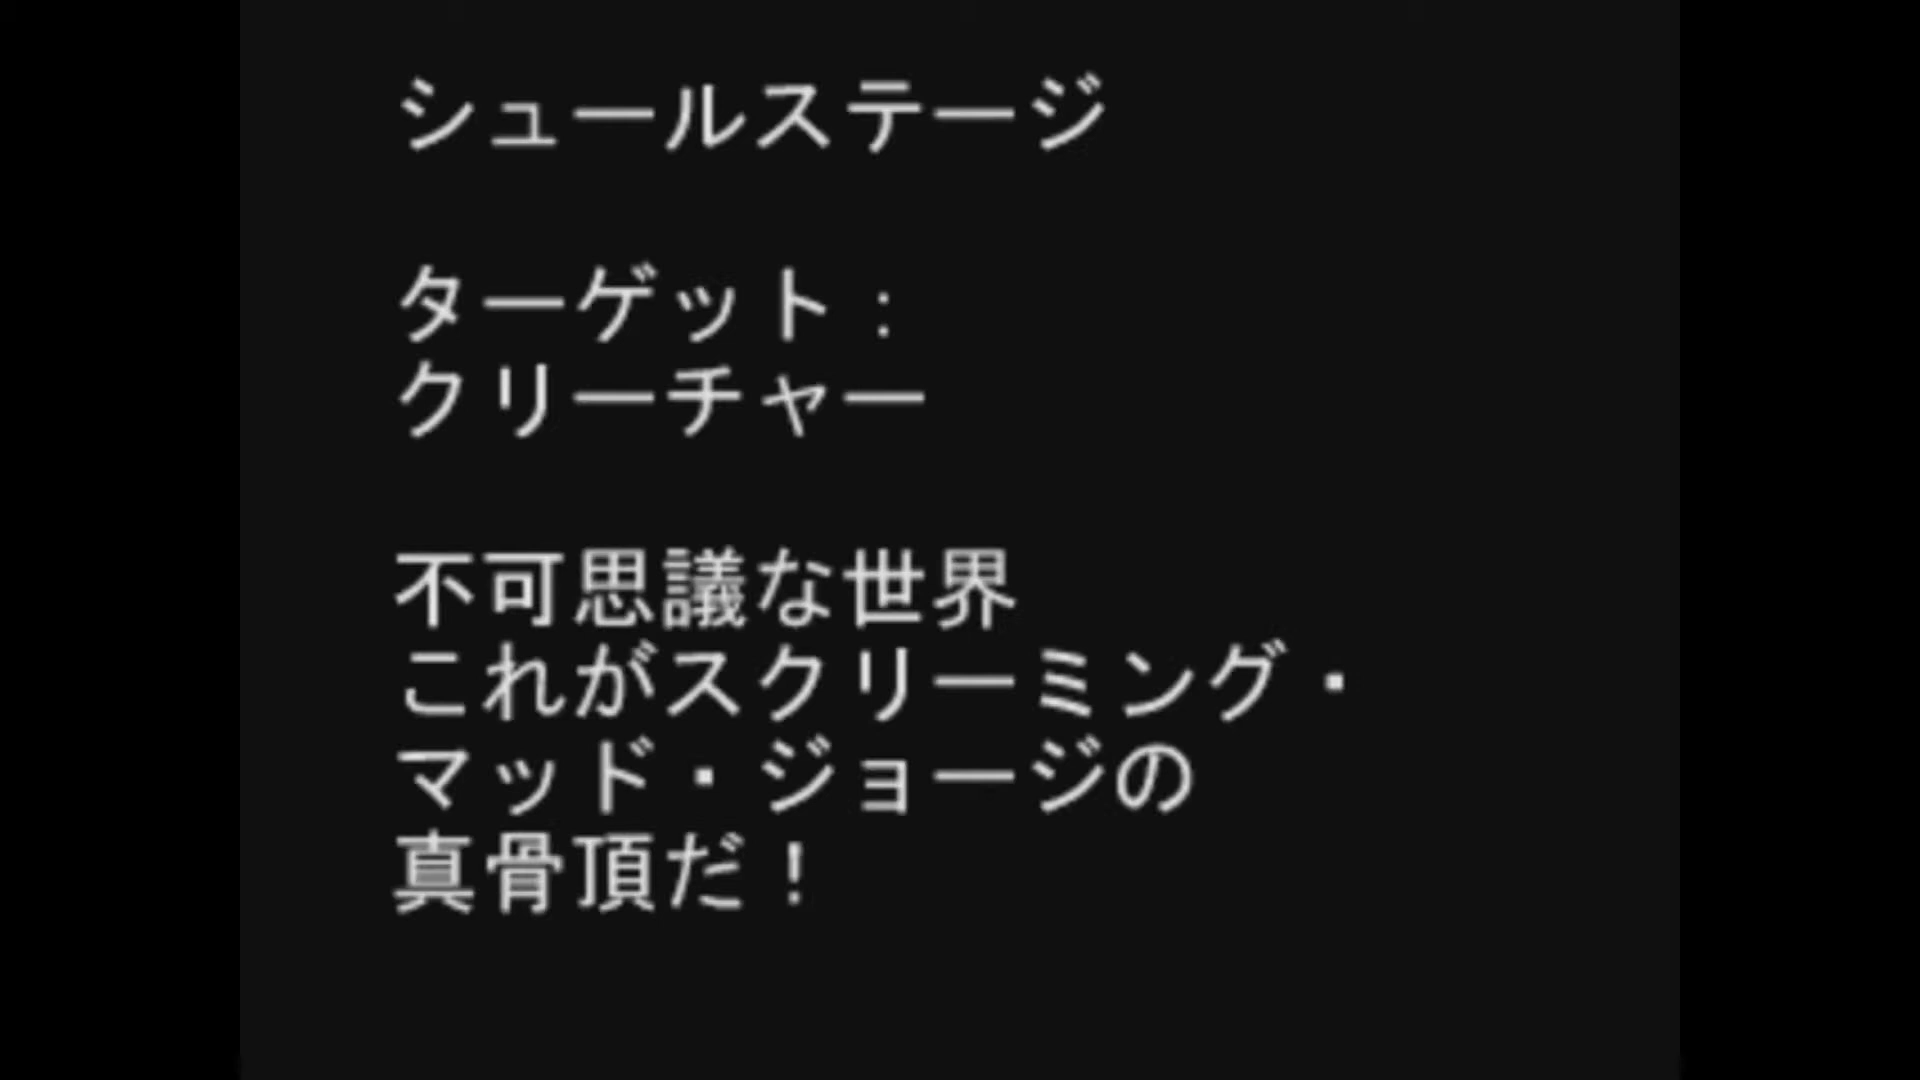 シュールステージ
ターゲット：
クリーチャー
不可思議な世界
これがスクリーミング・
マッド・ジョージの
真骨頂だ！